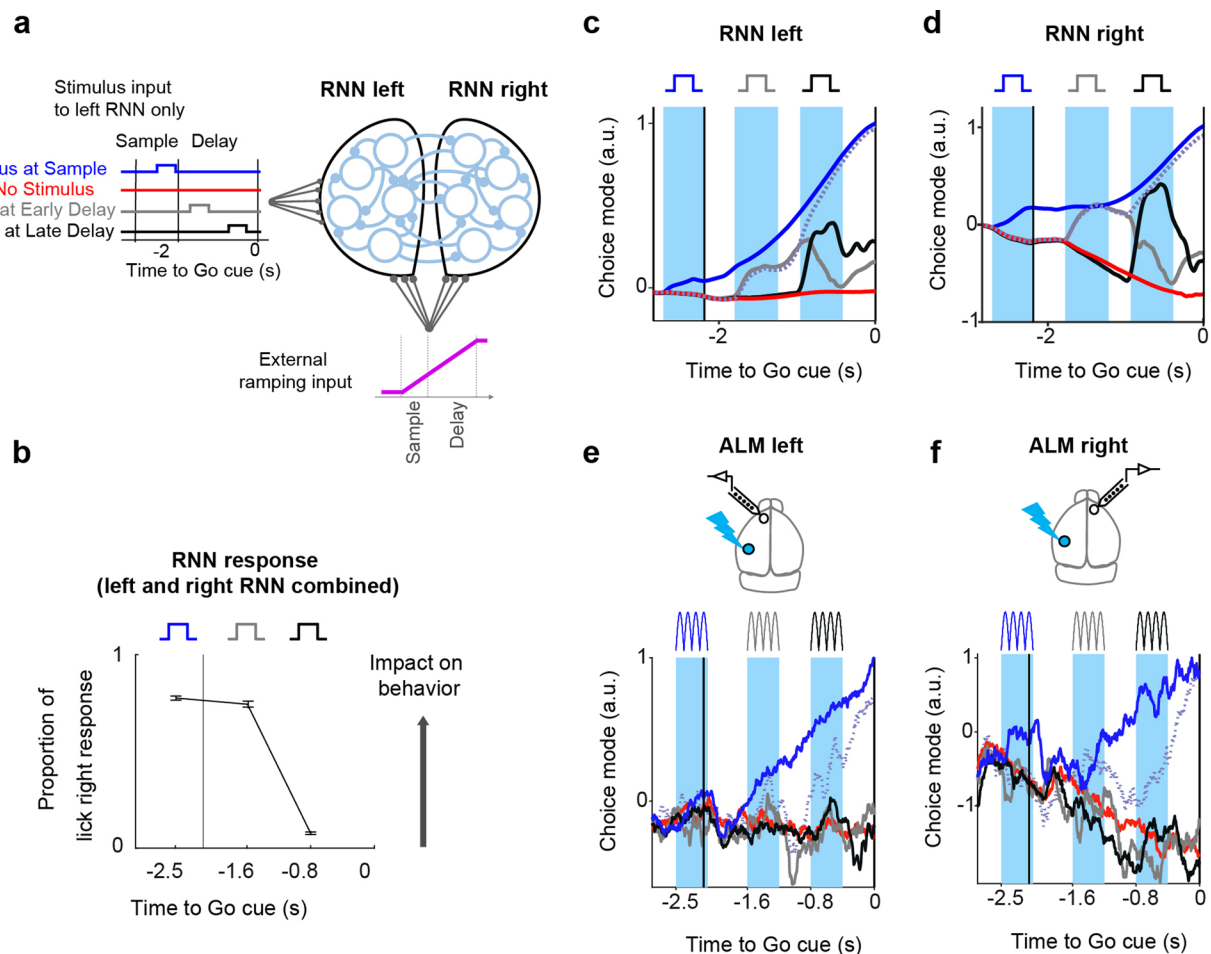 a
Stimulus input
to left RNN only
Sample Delay
us at Sample
No Stimulus
at Early Delay
at Late Delay
-2 0
Time to Go cue (s)
RNN left RNN right
External
ramping input
Sample
Delay
b
RNN response
(left and right RNN combined)
Proportion of
lick right response
1
0
-2.5 -1.6 -0.8 0
Time to Go cue (s)
Impact on
behavior
c
RNN left
Choice mode (a.u.)
1
0
-2 0
Time to Go cue (s)
d
RNN right
Choice mode (a.u.)
1
0
-1
-2 0
Time to Go cue (s)
e
ALM left
Choice mode (a.u.)
1
0
-2.5 -1.6 -0.8 0
Time to Go cue (s)
f
ALM right
Choice mode (a.u.)
1
0
-1
-2.5 -1.6 -0.8 0
Time to Go cue (s)